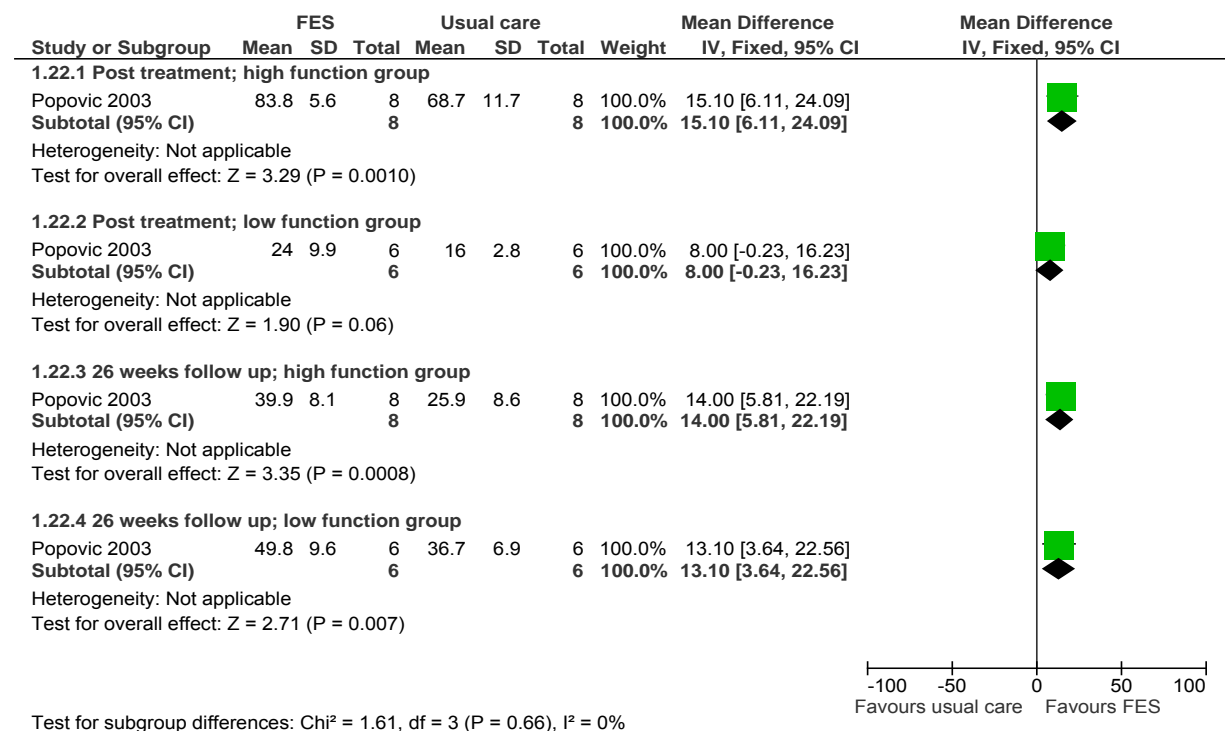 FES Usual care Mean Difference Mean Difference
Study or Subgroup Mean SD Total Mean SD Total Weight IV, Fixed, 95% CI IV, Fixed, 95% CI
1.22.1 Post treatment; high function group
Popovic 2003 83.8 5.6 8 68.7 11.7 8 100.0% 15.10 [6.11, 24.09]
Subtotal (95% CI) 8 8 100.0% 15.10 [6.11, 24.09]
Heterogeneity: Not applicable
Test for overall effect: Z = 3.29 (P = 0.0010)
1.22.2 Post treatment; low function group
Popovic 2003 24 9.9 6 16 2.8 6 100.0% 8.00 [-0.23, 16.23]
Subtotal (95% CI) 6 6 100.0% 8.00 [-0.23, 16.23]
Heterogeneity: Not applicable
Test for overall effect: Z = 1.90 (P = 0.06)
1.22.3 26 weeks follow up; high function group
Popovic 2003 39.9 8.1 8 25.9 8.6 8 100.0% 14.00 [5.81, 22.19]
Subtotal (95% CI) 8 8 100.0% 14.00 [5.81, 22.19]
Heterogeneity: Not applicable
Test for overall effect: Z = 3.35 (P = 0.0008)
1.22.4 26 weeks follow up; low function group
Popovic 2003 49.8 9.6 6 36.7 6.9 6 100.0% 13.10 [3.64, 22.56]
Subtotal (95% CI) 6 6 100.0% 13.10 [3.64, 22.56]
Heterogeneity: Not applicable
Test for overall effect: Z = 2.71 (P = 0.007)
-100 -50 0 50 100
Favours usual care Favours FES
Test for subgroup differences: Chi² = 1.61, df = 3 (P = 0.66), I² = 0%